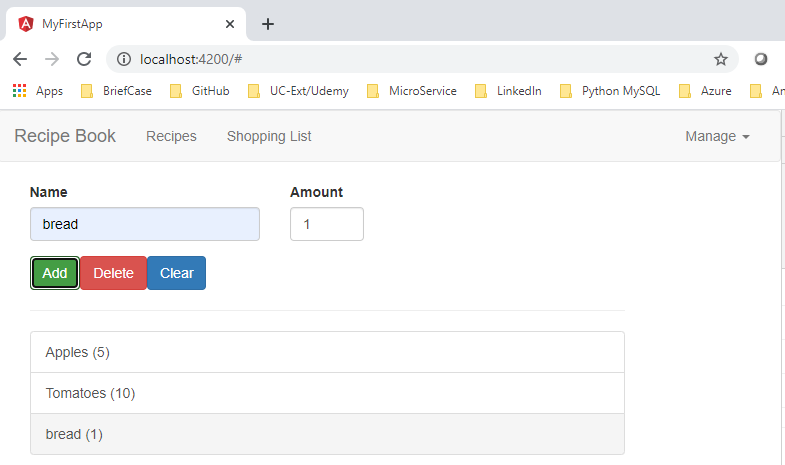 MyFirstApp
localhost:4200/#
Apps BriefCase GitHub UC-Ext/Udemy MicroService LinkedIn Python MySQL Azure
Recipe Book Recipes Shopping List Manage
Name Amount
bread 1
Add Delete Clear
Apples (5)
Tomatoes (10)
bread (1)